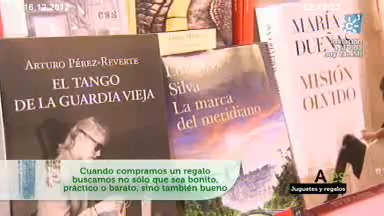 16.12.2012
ARTURO PÉREZ-REVERTE
EL TANGO
DE LA GUARDIA VIEJA
Silva
La marca
del meridiano
MARÍA
DUEÑAS
MISIÓN
OLVIDO
Cuando compramos un regalo
buscamos no sólo que sea bonito,
práctico o barato, sino también bueno
Juguetes y regalos